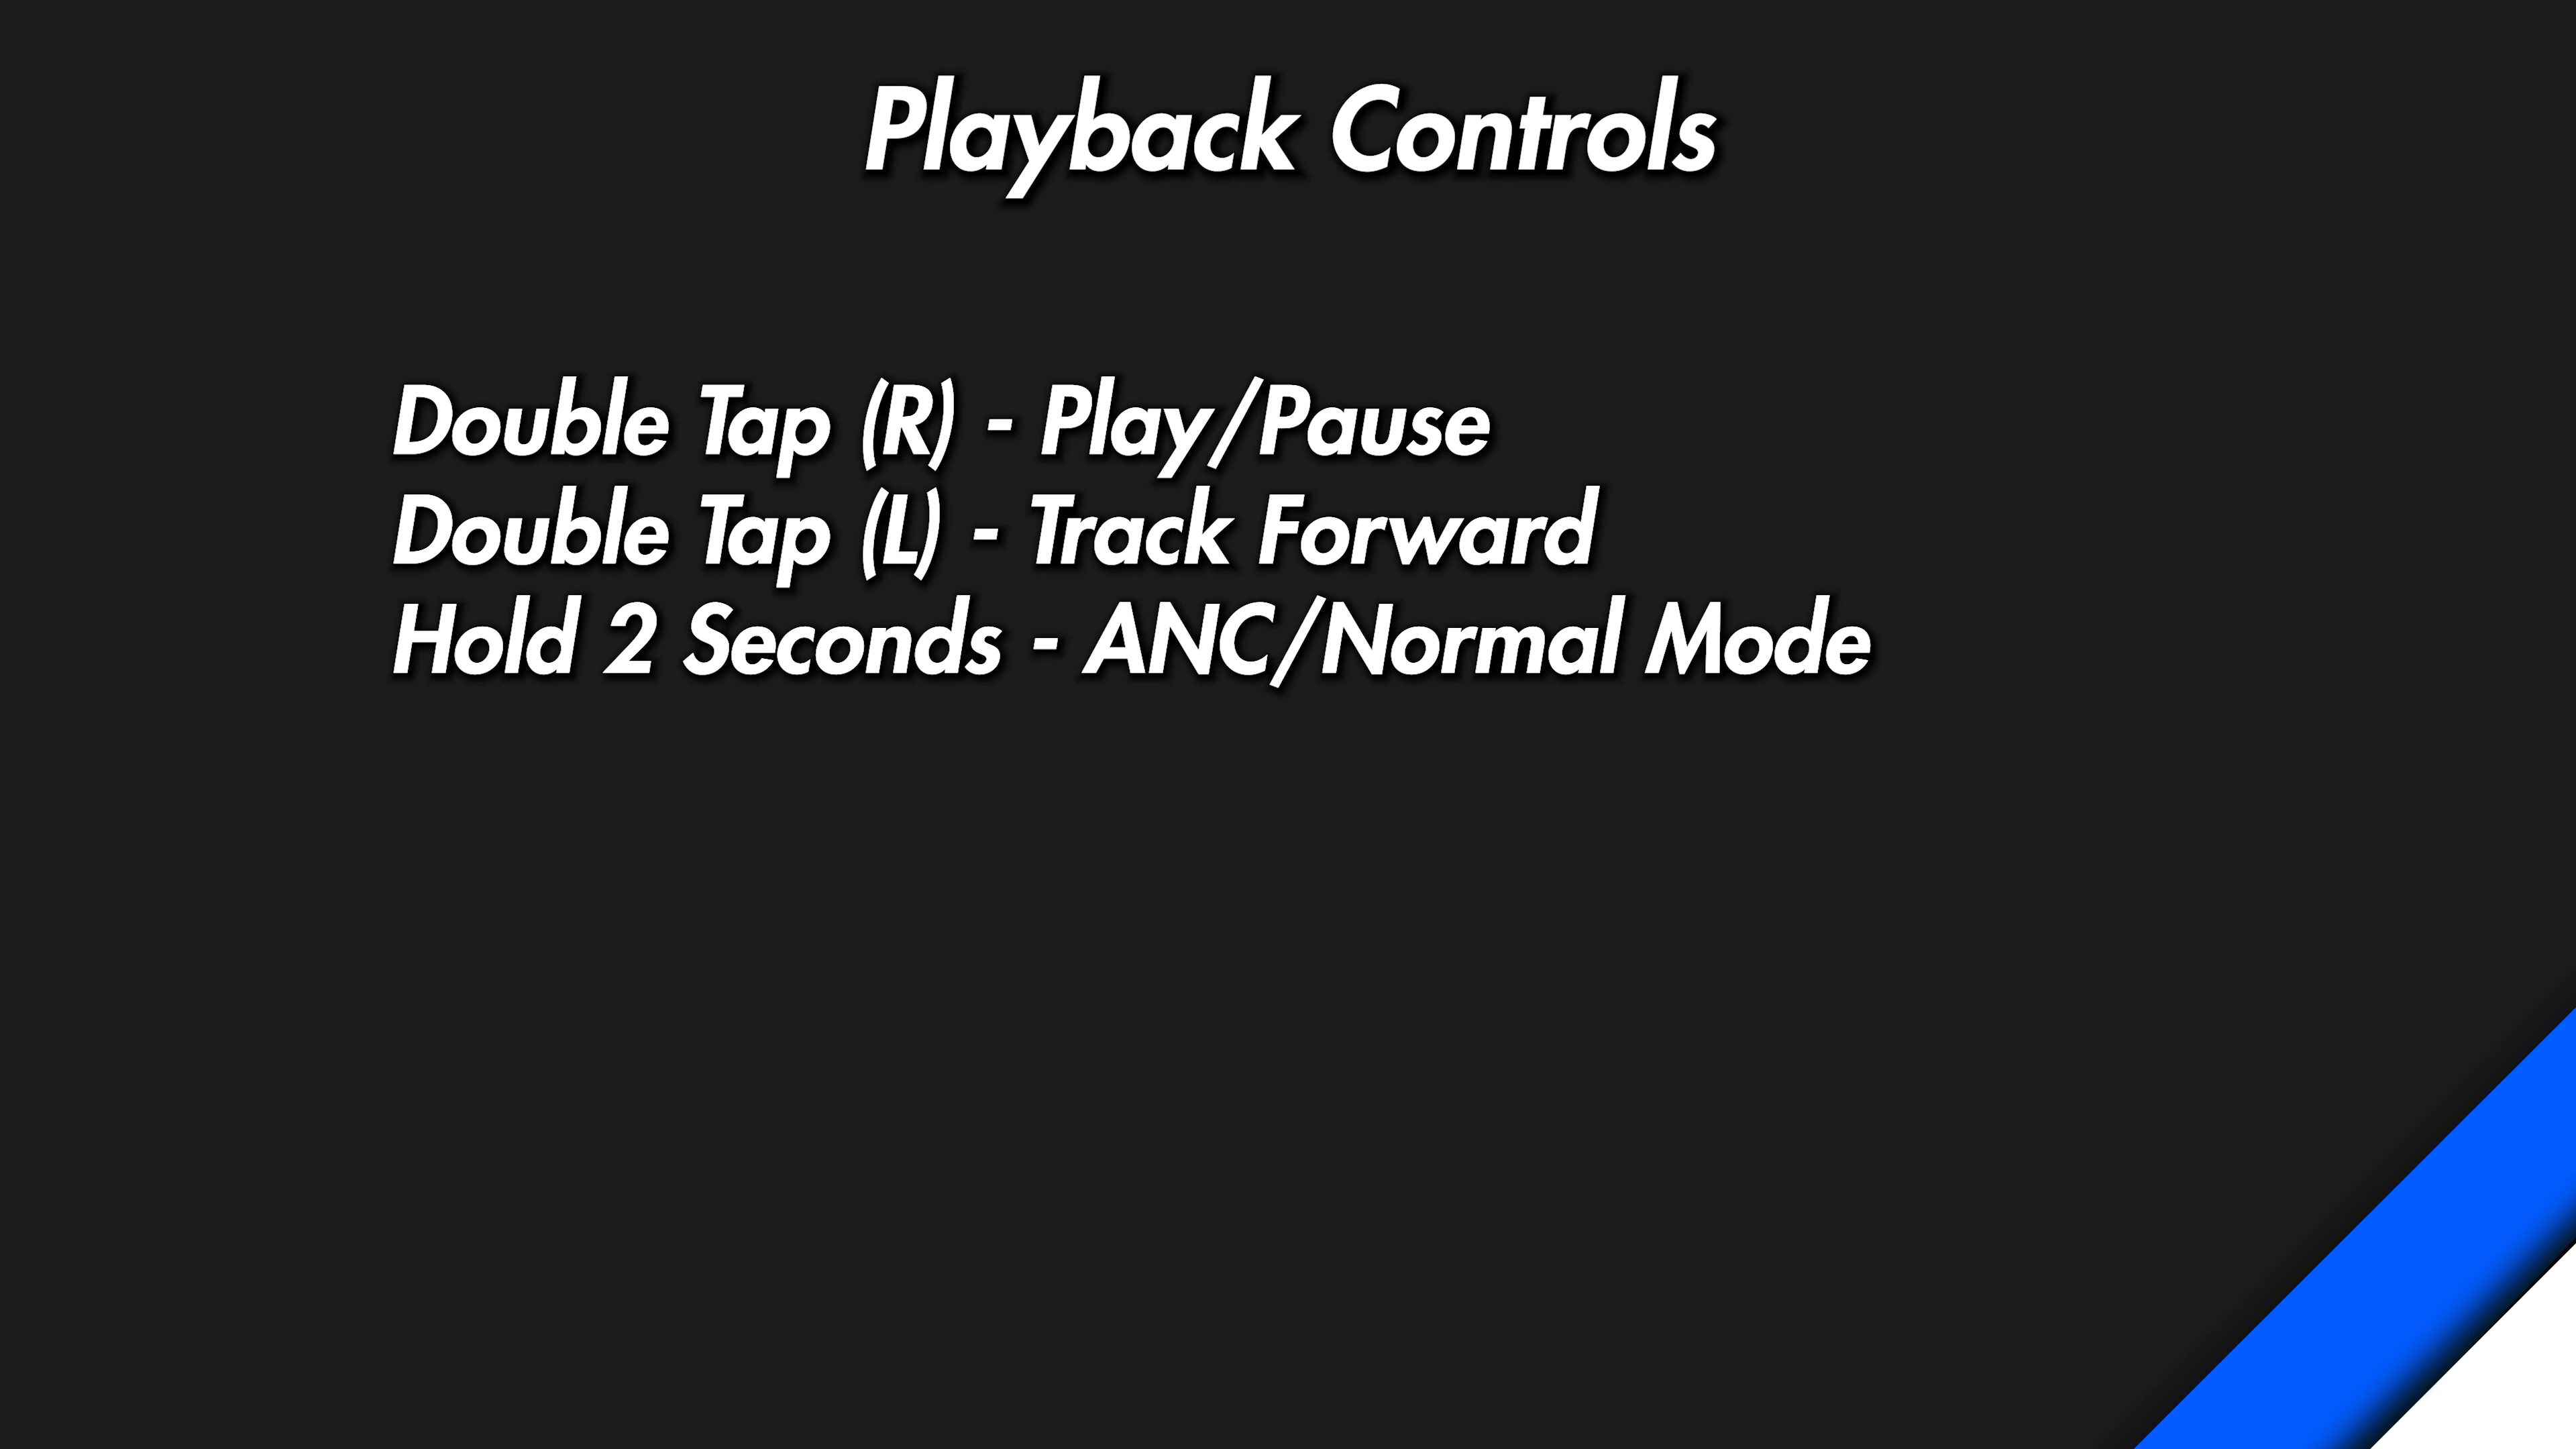 Playback Controls
Double Tap (R) - Play/Pause
Double Tap (L) - Track Forward
Hold 2 Seconds - ANC/Normal Mode